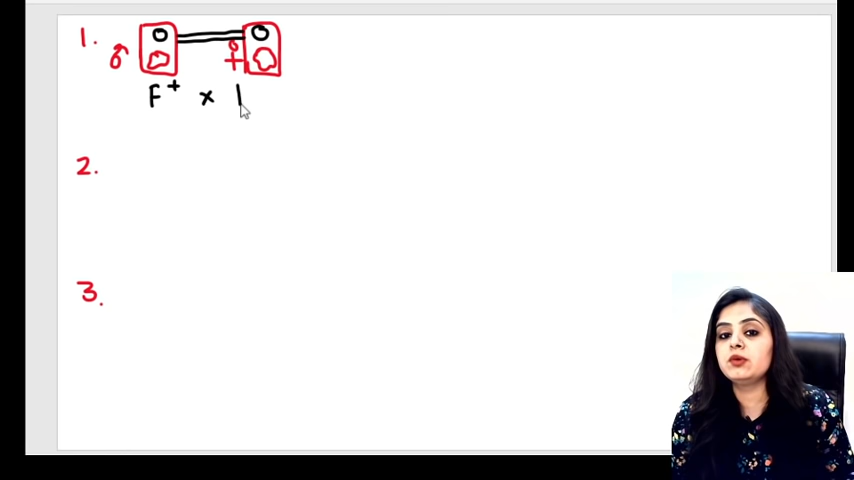 1.
♂ ♀
F⁺ × I
2.
3.